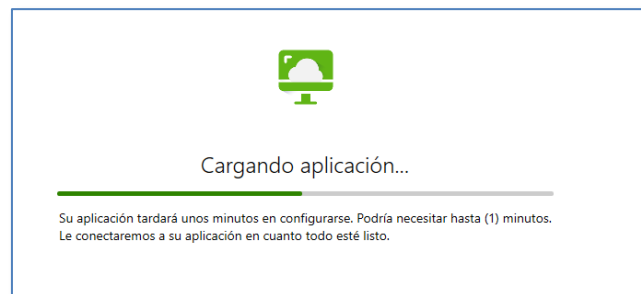 Cargando aplicación...
Su aplicación tardará unos minutos en configurarse. Podría necesitar hasta (1) minutos.
Le conectaremos a su aplicación en cuanto todo esté listo.